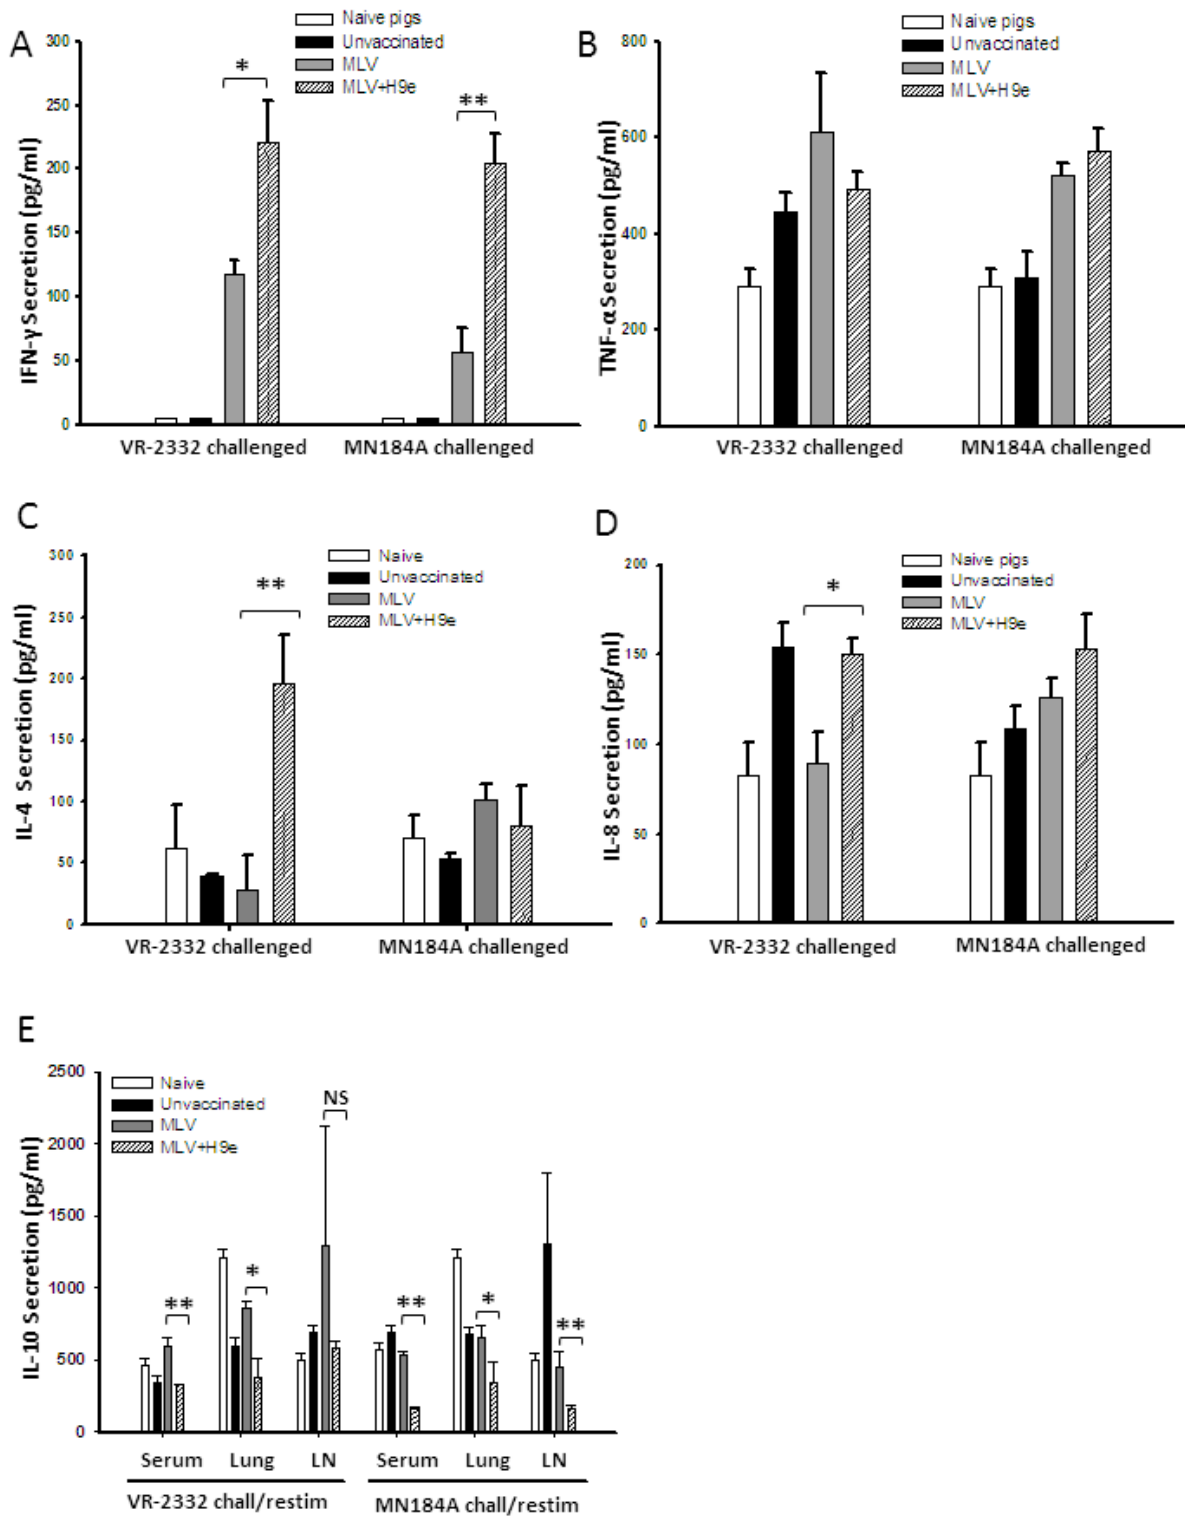 A
Naive pigs
Unvaccinated
MLV
MLV+H9e
IFN-γ Secretion (pg/ml)
300
250
200
150
100
50
0
*
**
VR-2332 challenged
MN184A challenged
B
Naive pigs
Unvaccinated
MLV
MLV+H9e
TNF-α Secretion (pg/ml)
800
600
400
200
0
VR-2332 challenged
MN184A challenged
C
Naive
Unvaccinated
MLV
MLV+H9e
IL-4 Secretion (pg/ml)
300
250
200
150
100
50
0
**
VR-2332 challenged
MN184A challenged
D
Naive pigs
Unvaccinated
MLV
MLV+H9e
IL-8 Secretion (pg/ml)
200
150
100
50
0
*
VR-2332 challenged
MN184A challenged
E
Naive
Unvaccinated
MLV
MLV+H9e
IL-10 Secretion (pg/ml)
2500
2000
1500
1000
500
0
**
*
NS
**
*
**
Serum Lung LN Serum Lung LN
VR-2332 chall/restim
MN184A chall/restim